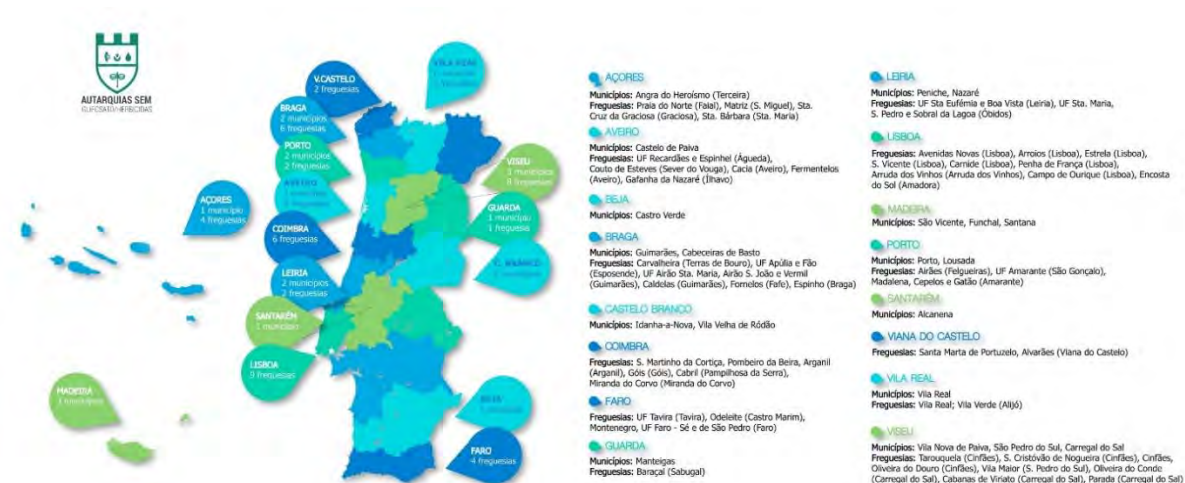 AUTARQUIAS SEM
V.CASTELO
2 freguesias
VILA REAL
BRAGA
2 municípios
6 freguesias
PORTO
2 municípios
2 freguesias
AVEIRO
VISEU
3 municípios
8 freguesias
AÇORES
1 município
4 freguesias
GUARDA
1 município
1 freguesia
COIMBRA
6 freguesias
C. BRANCO
LEIRIA
2 municípios
2 freguesias
SANTARÉM
1 município
LISBOA
9 freguesias
MADEIRA
3 municípios
BEJA
FARO
4 freguesias
AÇORES
Municípios: Angra do Heroísmo (Terceira)
Freguesias: Praia do Norte (Faial), Matriz (S. Miguel), Sta.
Cruz da Graciosa (Graciosa), Sta. Bárbara (Sta. Maria)
AVEIRO
Municípios: Castelo de Paiva
Freguesias: UF Recardães e Espinhel (Águeda),
Couto de Esteves (Sever do Vouga), Cacia (Aveiro), Fermentelos
(Aveiro), Gafanha da Nazaré (Ílhavo)
BEJA
Municípios: Castro Verde
BRAGA
Municípios: Guimarães, Cabeceiras de Basto
Freguesias: Carvalheira (Terras de Bouro), UF Apúlia e Fão
(Esposende), UF Airão Sta. Maria, Airão S. João e Vermil
(Guimarães), Caldelas (Guimarães), Fornelos (Fafe), Espinho (Braga)
CASTELO BRANCO
Municípios: Idanha-a-Nova, Vila Velha de Ródão
COIMBRA
Freguesias: S. Martinho da Cortiça, Pombeiro da Beira, Arganil
(Arganil), Góis (Góis), Cabril (Pampilhosa da Serra),
Miranda do Corvo (Miranda do Corvo)
FARO
Freguesias: UF Tavira (Tavira), Odeleite (Castro Marim),
Montenegro, UF Faro - Sé e de São Pedro (Faro)
GUARDA
Municípios: Manteigas
Freguesias: Baraçal (Sabugal)
LEIRIA
Municípios: Peniche, Nazaré
Freguesias: UF Sta Eufémia e Boa Vista (Leiria), UF Sta. Maria,
S. Pedro e Sobral da Lagoa (Óbidos)
LISBOA
Freguesias: Avenidas Novas (Lisboa), Arroios (Lisboa), Estrela (Lisboa),
S. Vicente (Lisboa), Carnide (Lisboa), Penha de França (Lisboa),
Arruda dos Vinhos (Arruda dos Vinhos), Campo de Ourique (Lisboa), Encosta
do Sol (Amadora)
MADEIRA
Municípios: São Vicente, Funchal, Santana
PORTO
Municípios: Porto, Lousada
Freguesias: Airães (Felgueiras), UF Amarante (São Gonçalo),
Madalena, Cepelos e Gatão (Amarante)
SANTARÉM
Municípios: Alcanena
VIANA DO CASTELO
Freguesias: Santa Marta de Portuzelo, Alvarães (Viana do Castelo)
VILA REAL
Municípios: Vila Real
Freguesias: Vila Real; Vila Verde (Alijó)
VISEU
Municípios: Vila Nova de Paiva, São Pedro do Sul, Carregal do Sal
Freguesias: Tarouquela (Cinfães), S. Cristóvão de Nogueira (Cinfães), Cinfães,
Oliveira do Douro (Cinfães), Vila Maior (S. Pedro do Sul), Oliveira do Conde
(Carregal do Sal), Cabanas de Viriato (Carregal do Sal), Parada (Carregal do Sal)